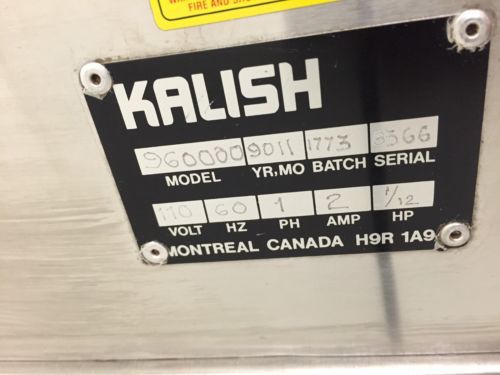 FIRE AND
KALISH
960000 9011 1773 6366
MODEL YR,MO BATCH SERIAL
110 60 1 2 1/12
VOLT HZ PH AMP HP
MONTREAL CANADA H9R 1A9